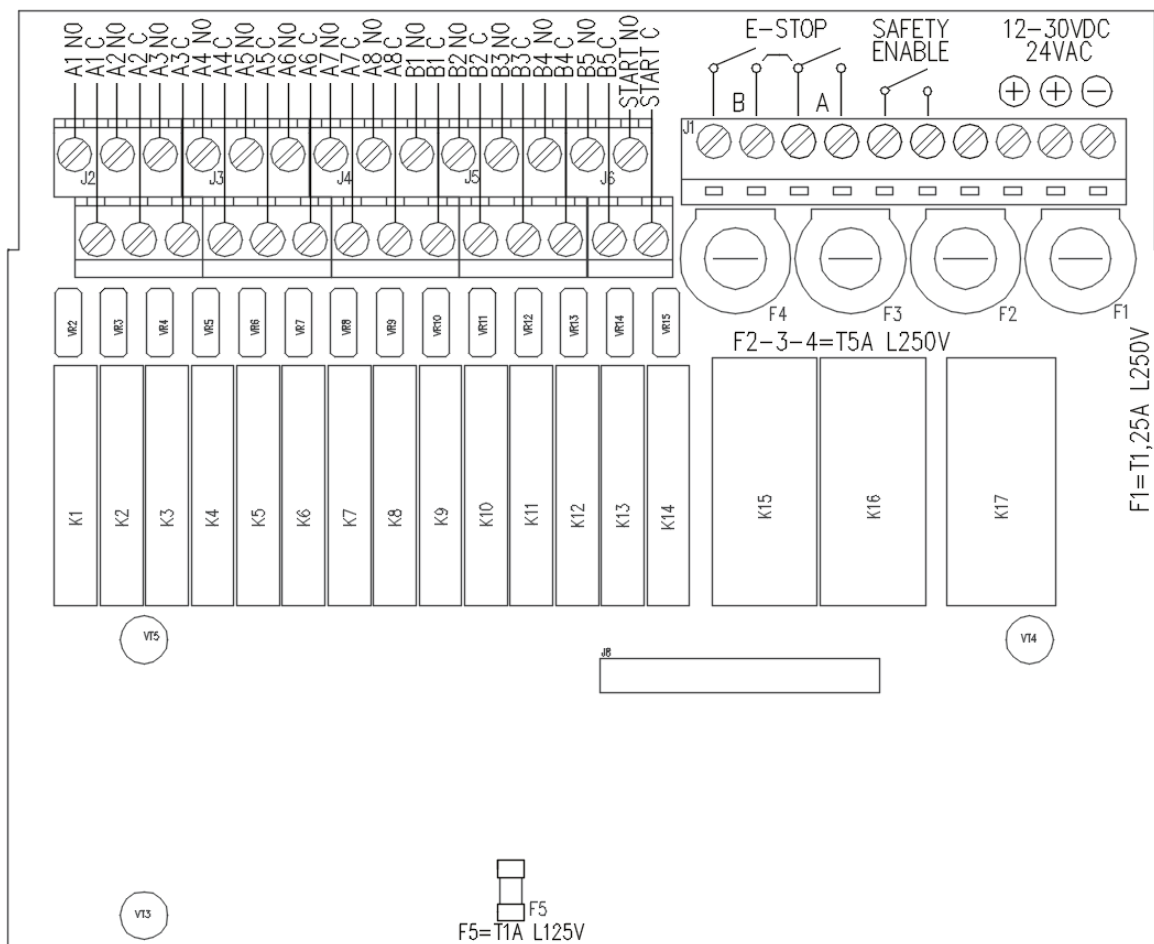 A1 NO
A1 C
A2 NO
A2 C
A3 NO
A3 C
A4 NO
A4 C
A5 NO
A5 C
A6 NO
A6 C
A7 NO
A7 C
A8 NO
A8 C
B1 NO
B1 C
B2 NO
B2 C
B3 NO
B3 C
B4 NO
B4 C
B5 NO
B5 C
START NO
START C
E-STOP
SAFETY
ENABLE
12-30VDC
24VAC
B A
+ + -
J1
J2 J3 J4 J5 J6
F4 F3 F2 F1
VR2 VR3 VR4 VR5 VR6 VR7 VR8 VR9 VR10 VR11 VR12 VR13 VR14 VR15
F2-3-4=T5A L250V
F1=T1,25A L250V
K1 K2 K3 K4 K5 K6 K7 K8 K9 K10 K11 K12 K13 K14 K15 K16 K17
VT5 VT4
J8
VT3
F5
F5=T1A L125V